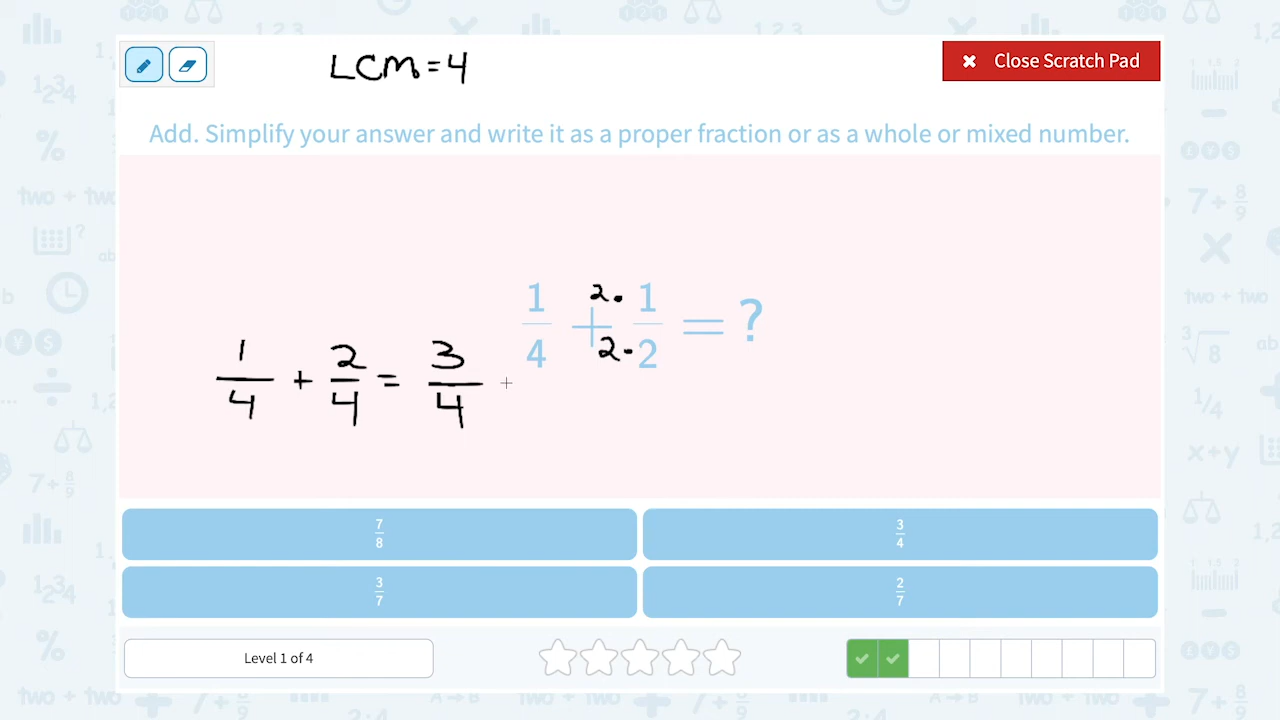 LCM = 4
✖ Close Scratch Pad
Add. Simplify your answer and write it as a proper fraction or as a whole or mixed number.
1/4 + 2·1/2·2 = ?
1/4 + 2/4 = 3/4
7/8
3/4
3/7
2/7
Level 1 of 4